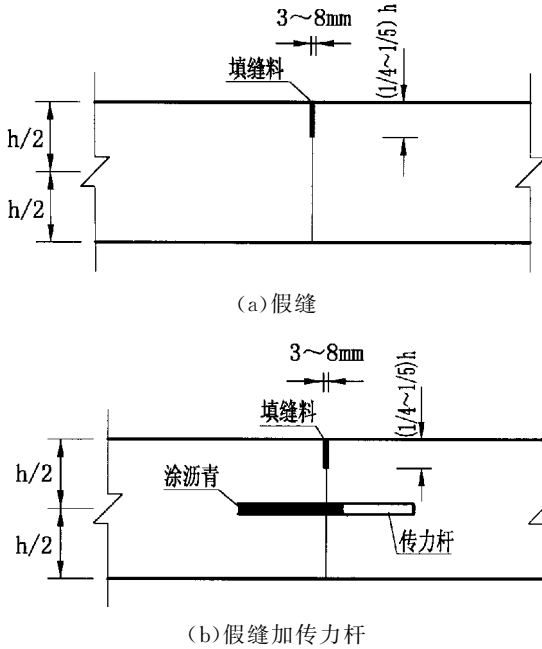 3～8mm
(1/4～1/5)h
填缝料
h/2
h/2
(a)假缝
3～8mm
(1/4～1/5)h
填缝料
h/2
涂沥青
h/2
传力杆
(b)假缝加传力杆